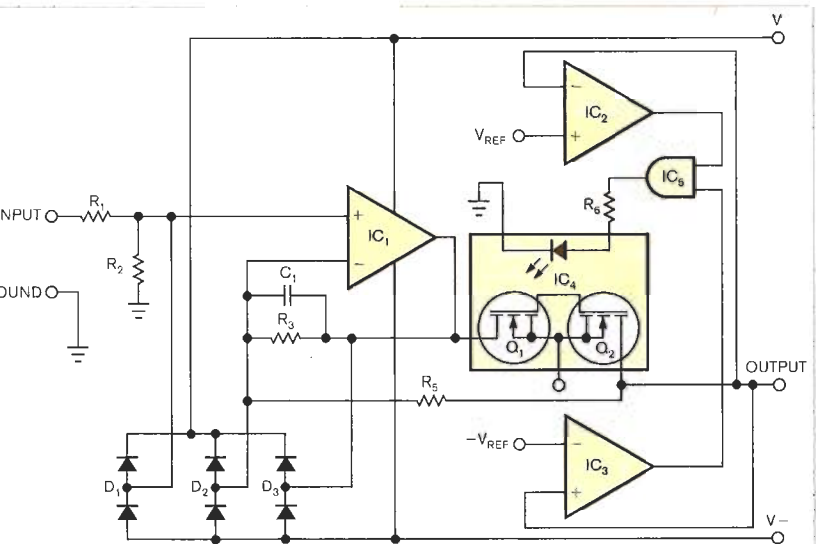 V
IC2
VREF
IC5
R6
R1
NPUT
IC1
R2
C1
IC4
OUND
R3
Q1
Q2
R5
OUTPUT
-VREF
IC3
D1
D2
D3
V-